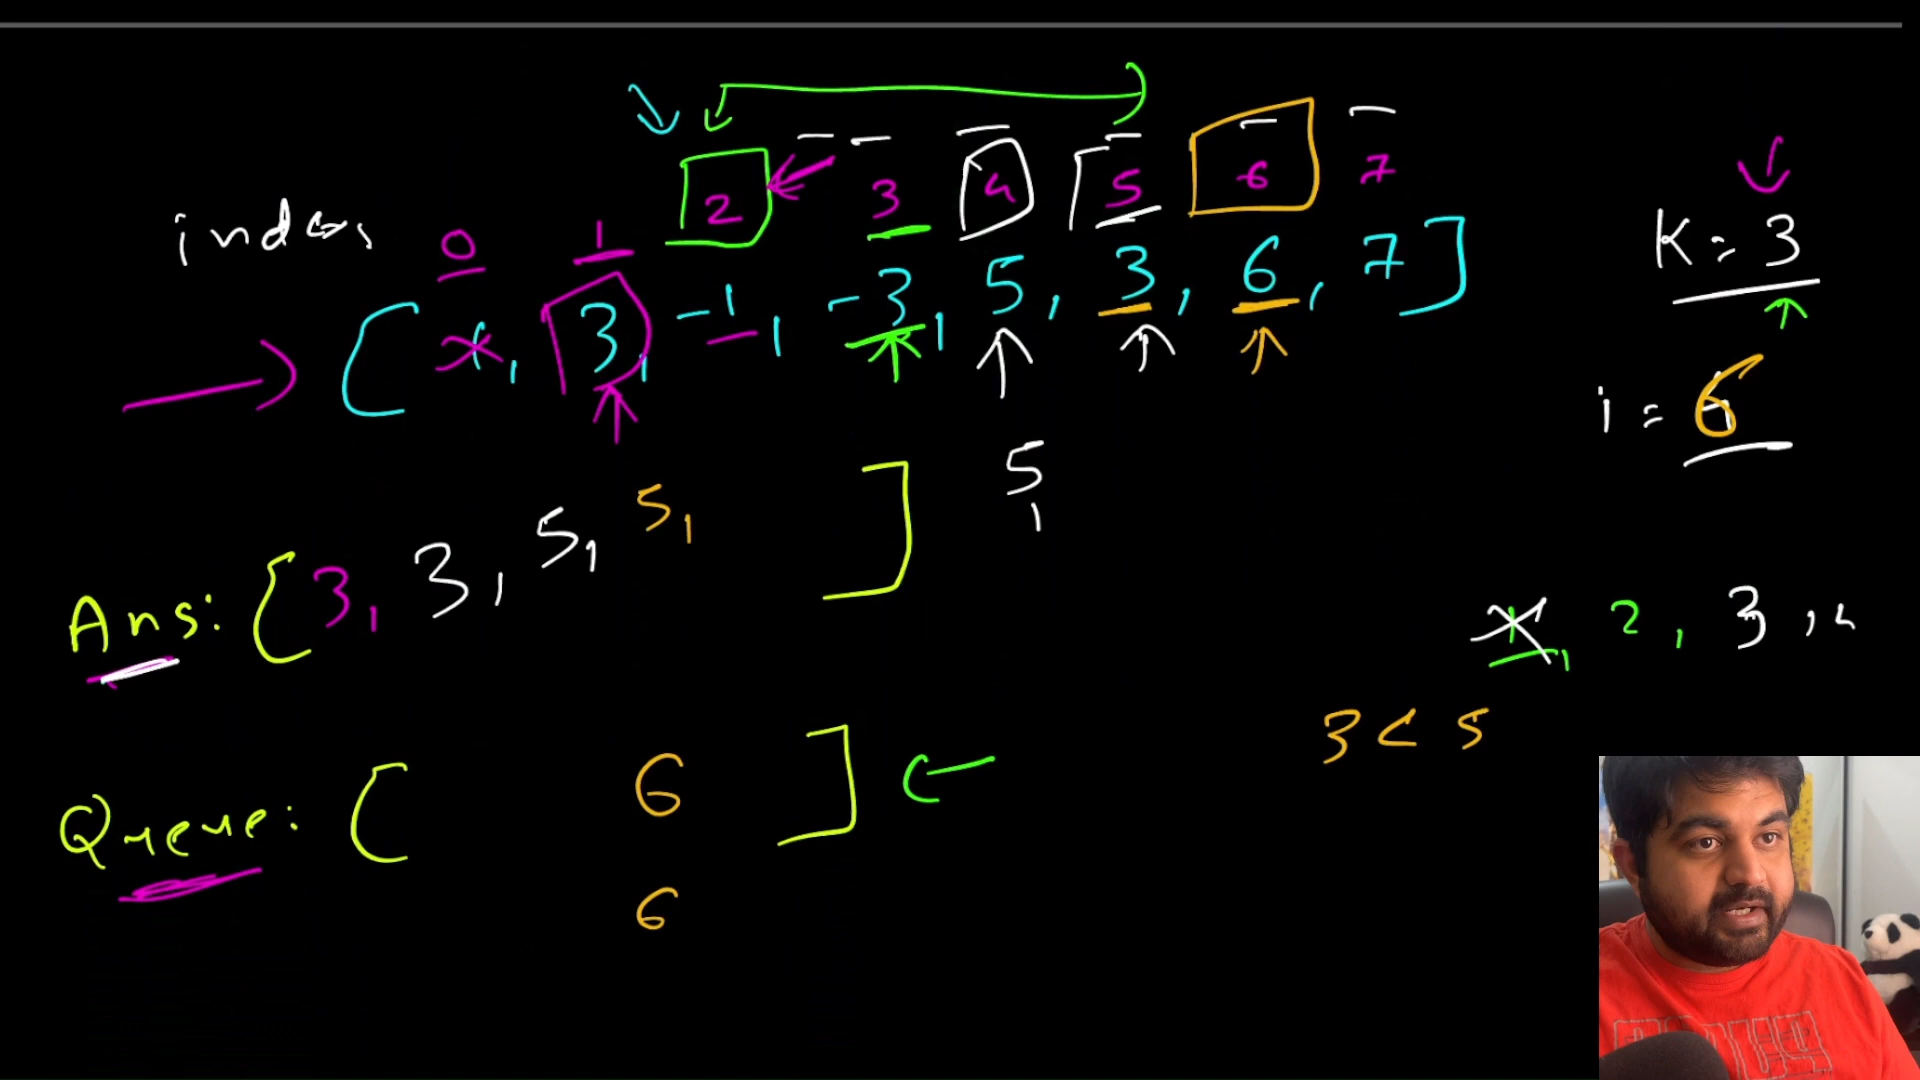 2 3 4 5 6 7
index 0 1
[ 1, 3, -1, -3, 5, 3, 6, 7 ]
K = 3
i = 6
5,
Ans: [ 3, 3, 5, 5, ]
1, 2, 3, 4
3 < 5
Queue: [ 6 ]
6